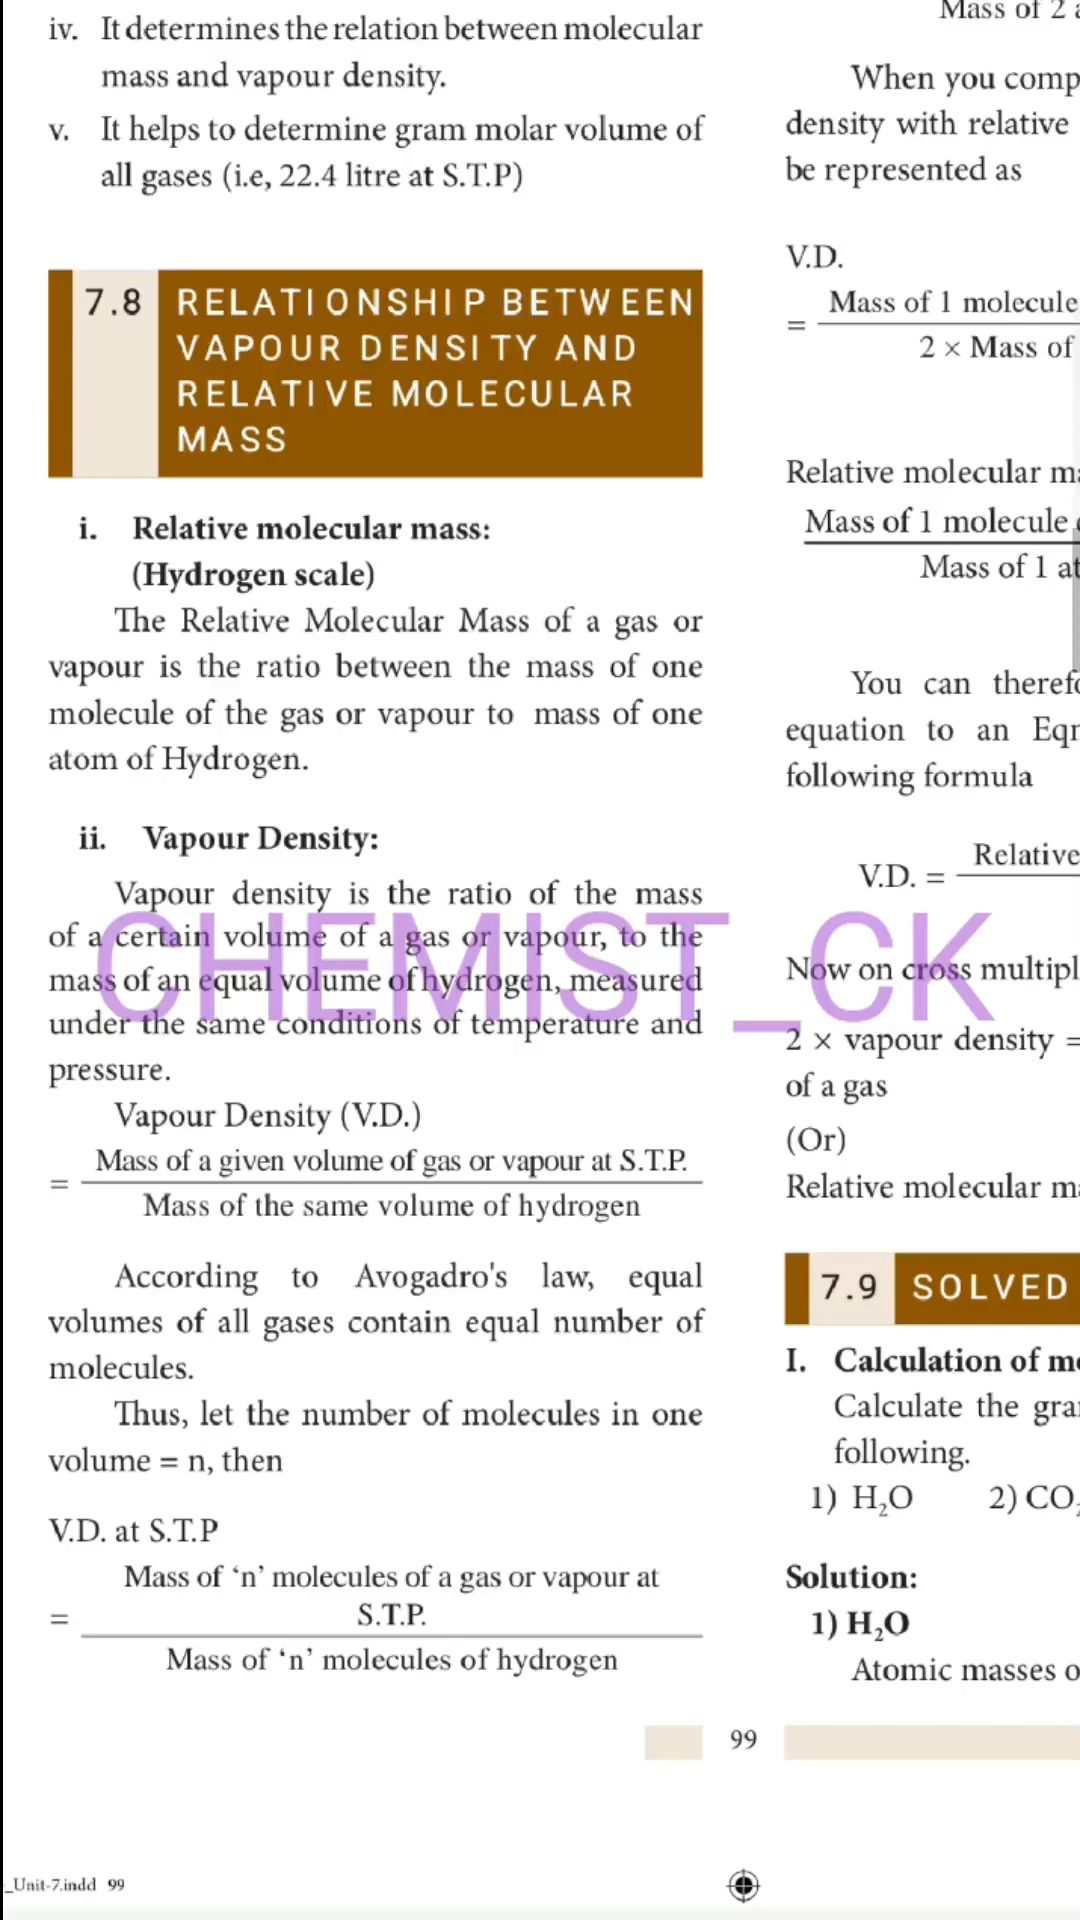 iv. It determines the relation between molecular
mass and vapour density.
v. It helps to determine gram molar volume of
all gases (i.e, 22.4 litre at S.T.P)
7.8 RELATIONSHIP BETWEEN
VAPOUR DENSITY AND
RELATIVE MOLECULAR
MASS
i. Relative molecular mass:
(Hydrogen scale)
The Relative Molecular Mass of a gas or
vapour is the ratio between the mass of one
molecule of the gas or vapour to mass of one
atom of Hydrogen.
ii. Vapour Density:
Vapour density is the ratio of the mass
of a certain volume of a gas or vapour, to the
mass of an equal volume of hydrogen, measured
under the same conditions of temperature and
pressure.
Vapour Density (V.D.)
Mass of a given volume of gas or vapour at S.T.P.
=
Mass of the same volume of hydrogen
According to Avogadro's law, equal
volumes of all gases contain equal number of
molecules.
Thus, let the number of molecules in one
volume = n, then
V.D. at S.T.P
Mass of ‘n’ molecules of a gas or vapour at
S.T.P.
=
Mass of ‘n’ molecules of hydrogen
Mass of 2
When you comp
density with relative
be represented as
V.D.
Mass of 1 molecule
=
2 × Mass of
Relative molecular m
Mass of 1 molecule
Mass of 1 at
You can therefo
equation to an Eqn
following formula
Relative
V.D. =
Now on cross multipl
2 × vapour density =
of a gas
(Or)
Relative molecular m
7.9 SOLVED
I. Calculation of m
Calculate the gra
following.
1) H₂O 2) CO₂
Solution:
1) H₂O
Atomic masses o
CHEMIST_CK
99
_Unit-7.indd 99